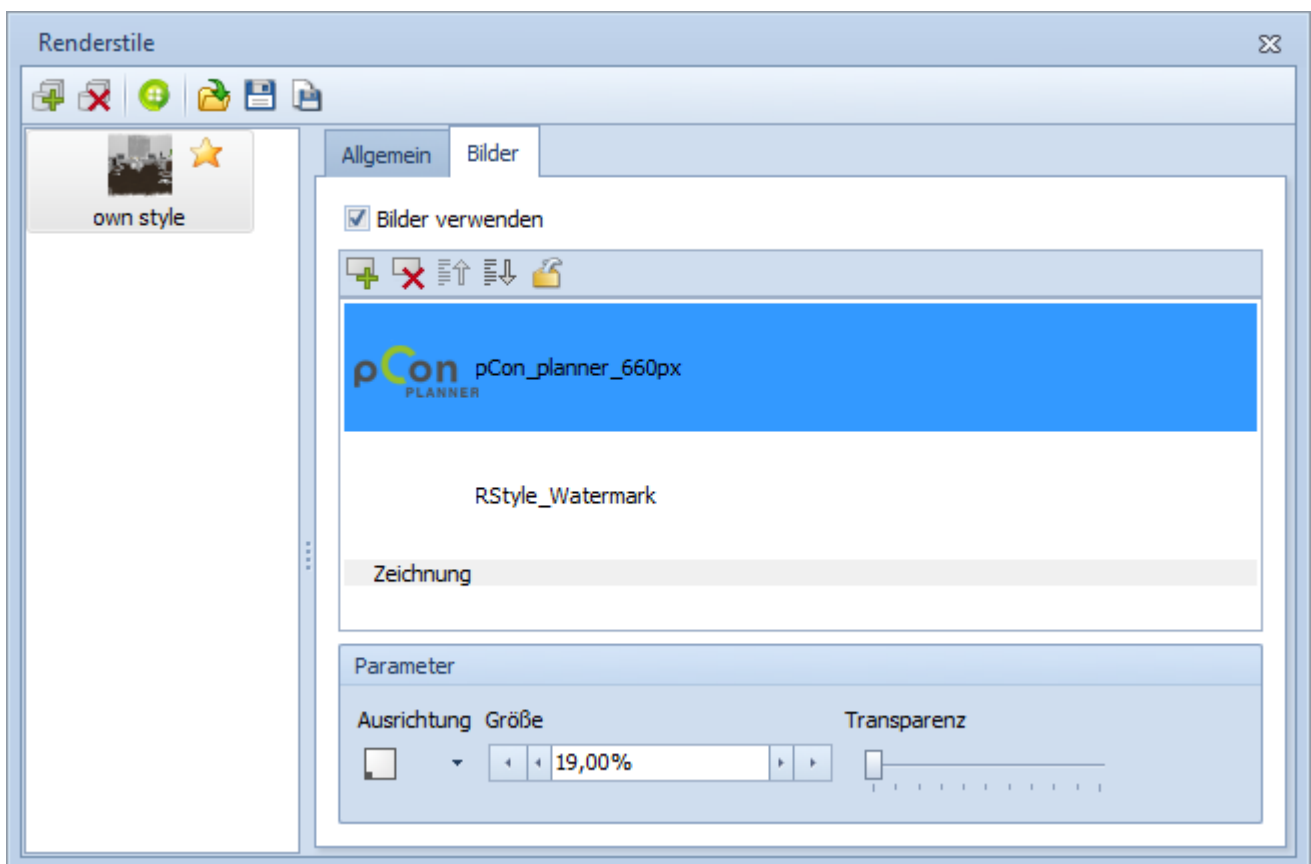 Renderstile
own style
Allgemein
Bilder
Bilder verwenden
pCon
PLANNER
pCon_planner_660px
RStyle_Watermark
Zeichnung
Parameter
Ausrichtung Größe Transparenz
19,00%